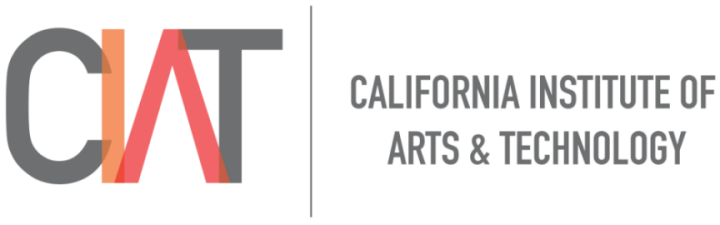 CIAT
CALIFORNIA INSTITUTE OF
ARTS & TECHNOLOGY